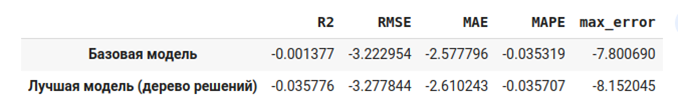 R2 RMSE MAE MAPE max_error
Базовая модель -0.001377 -3.222954 -2.577796 -0.035319 -7.800690
Лучшая модель (дерево решений) -0.035776 -3.277844 -2.610243 -0.035707 -8.152045